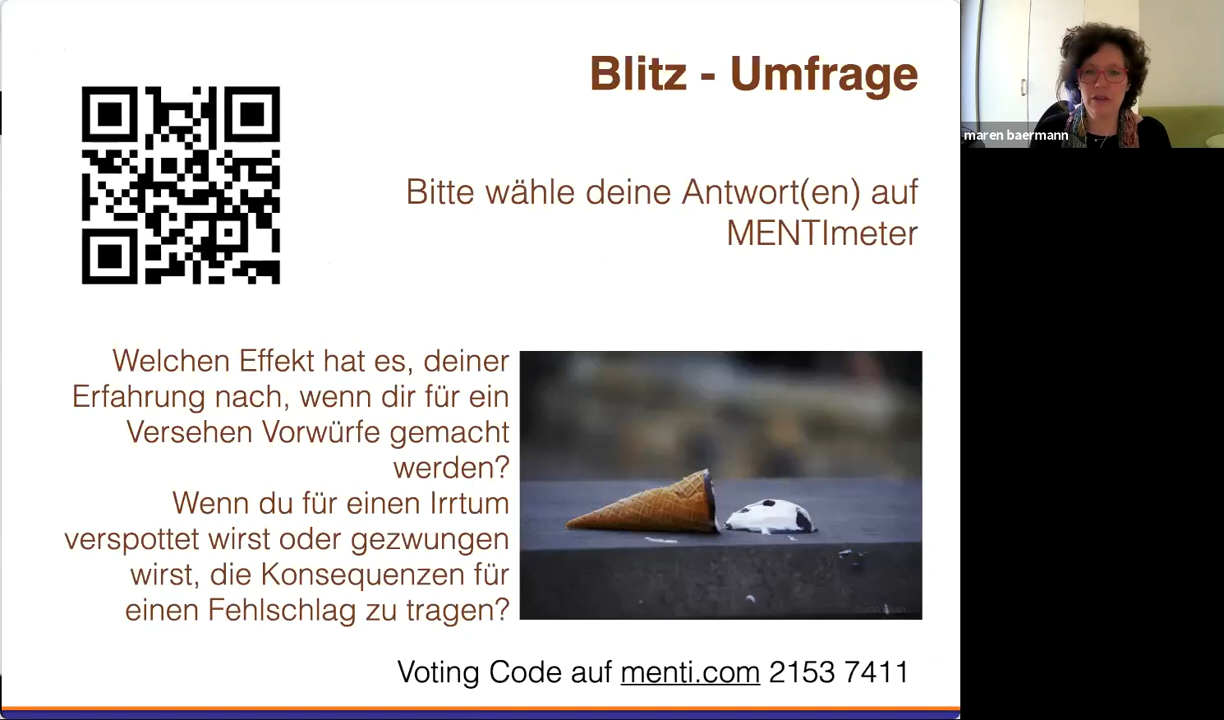 Blitz - Umfrage
maren baermann
Bitte wähle deine Antwort(en) auf
MENTImeter
Welchen Effekt hat es, deiner
Erfahrung nach, wenn dir für ein
Versehen Vorwürfe gemacht
werden?
Wenn du für einen Irrtum
verspottet wirst oder gezwungen
wirst, die Konsequenzen für
einen Fehlschlag zu tragen?
Voting Code auf menti.com 2153 7411